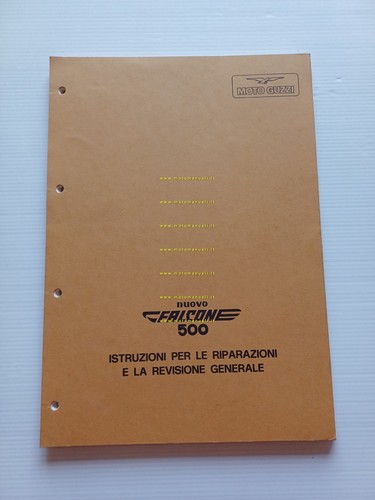 MOTO GUZZI
www.motomanuali.it
www.motomanuali.it
www.motomanuali.it
www.motomanuali.it
www.motomanuali.it
www.motomanuali.it
nuovo
FALCONE
500
ISTRUZIONI PER LE RIPARAZIONI
E LA REVISIONE GENERALE